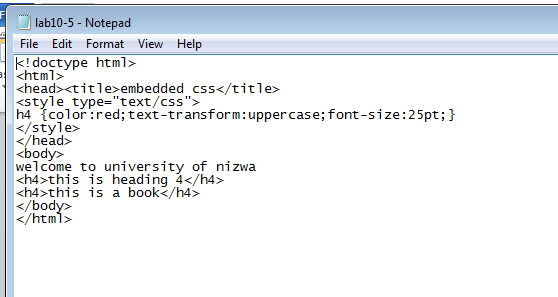 lab10-5 - Notepad
File Edit Format View Help
<!doctype html>
<html>
<head><title>embedded css</title>
<style type="text/css">
h4 {color:red;text-transform:uppercase;font-size:25pt;}
</style>
</head>
<body>
welcome to university of nizwa
<h4>this is heading 4</h4>
<h4>this is a book</h4>
</body>
</html>